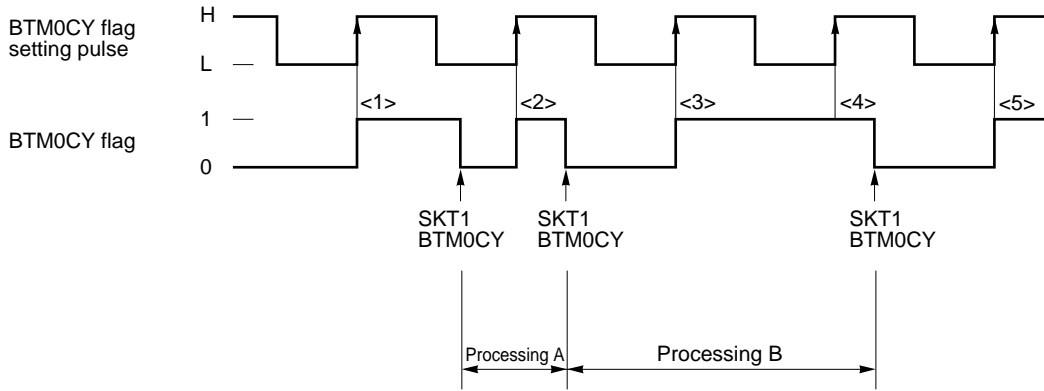 BTM0CY flag
setting pulse
H
L
<1>
<2>
<3>
<4>
<5>
BTM0CY flag
1
0
SKT1
BTM0CY
SKT1
BTM0CY
SKT1
BTM0CY
Processing A
Processing B